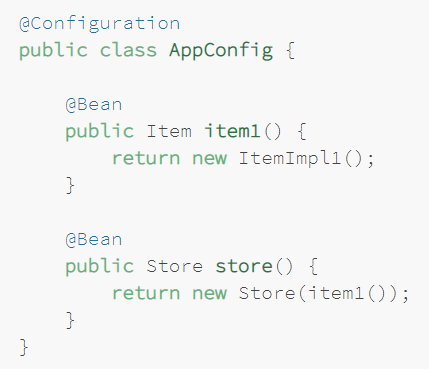 @Configuration
public class AppConfig {
@Bean
public Item item1() {
return new ItemImpl1();
}
@Bean
public Store store() {
return new Store(item1());
}
}